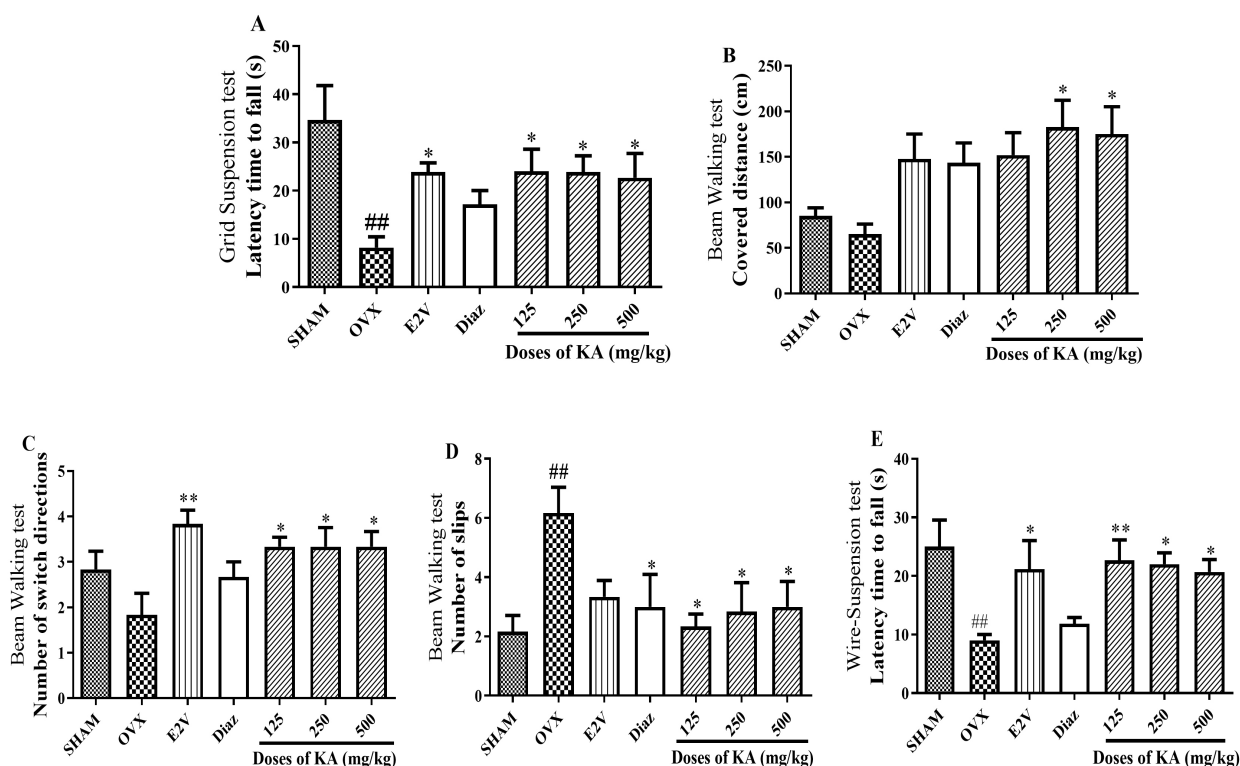 A
Grid Suspension test
Latency time to fall (s)
50
40
30
20
10
0
##
*
*
*
*
SHAM
OVX
E2V
Diaz
125
250
500
Doses of KA (mg/kg)
B
Beam Walking test
Covered distance (cm)
250
200
150
100
50
0
*
*
SHAM
OVX
E2V
Diaz
125
250
500
Doses of KA (mg/kg)
C
Beam Walking test
Number of switch directions
5
4
3
2
1
0
**
*
*
*
SHAM
OVX
E2V
Diaz
125
250
500
Doses of KA (mg/kg)
D
Beam Walking test
Number of slips
8
6
4
2
0
##
*
*
*
*
SHAM
OVX
E2V
Diaz
125
250
500
Doses of KA (mg/kg)
E
Wire-Suspension test
Latency time to fall (s)
40
30
20
10
0
##
*
**
*
*
SHAM
OVX
E2V
Diaz
125
250
500
Doses of KA (mg/kg)